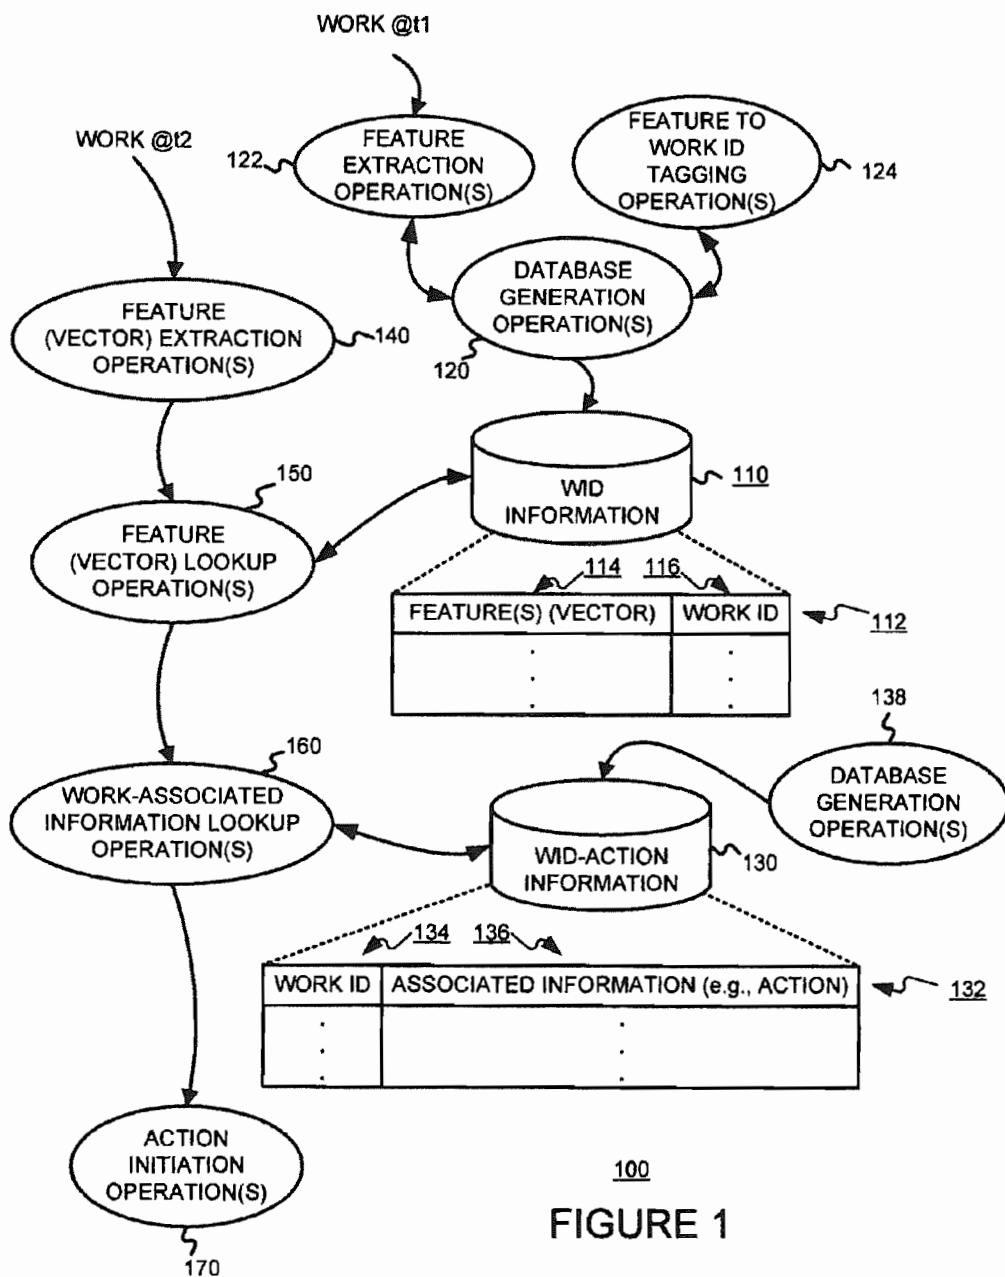 WORK @t1
WORK @t2
122
FEATURE
EXTRACTION
OPERATION(S)
FEATURE TO
WORK ID
TAGGING
OPERATION(S)
124
DATABASE
GENERATION
OPERATION(S)
120
FEATURE
(VECTOR) EXTRACTION
OPERATION(S)
140
150
FEATURE
(VECTOR) LOOKUP
OPERATION(S)
WID
INFORMATION
110
114
116
FEATURE(S) (VECTOR)
WORK ID
112
138
DATABASE
GENERATION
OPERATION(S)
160
WORK-ASSOCIATED
INFORMATION LOOKUP
OPERATION(S)
WID-ACTION
INFORMATION
130
134
136
WORK ID
ASSOCIATED INFORMATION (e.g., ACTION)
132
ACTION
INITIATION
OPERATION(S)
170
100
FIGURE 1